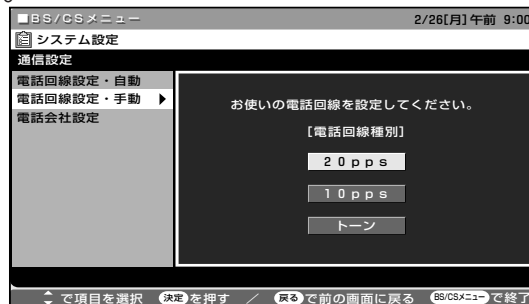 ■BS/CSメニュー 2/26[月]午前 9:00
システム設定
通信設定
電話回線設定・自動
電話回線設定・手動
電話会社設定
お使いの電話回線を設定してください。
[電話回線種別]
20pps
10pps
トーン
で項目を選択 決定を押す / 戻るで前の画面に戻る BS/CSメニューで終了